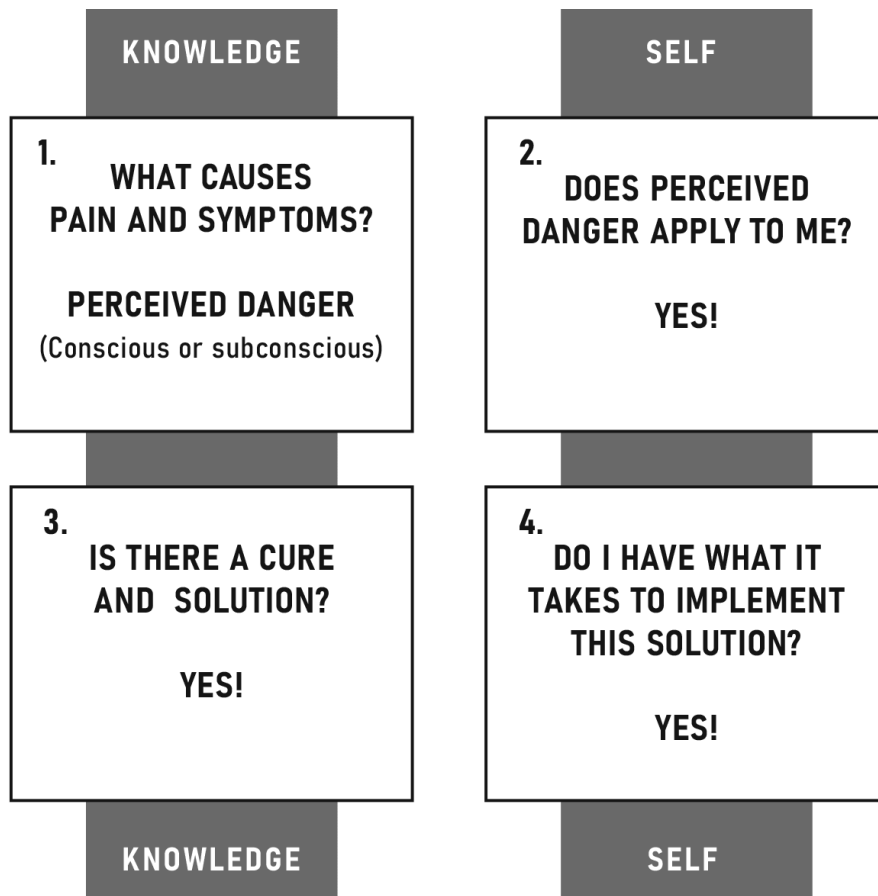 KNOWLEDGE
SELF
1.
WHAT CAUSES
PAIN AND SYMPTOMS?
PERCEIVED DANGER
(Conscious or subconscious)
2.
DOES PERCEIVED
DANGER APPLY TO ME?
YES!
3.
IS THERE A CURE
AND SOLUTION?
YES!
4.
DO I HAVE WHAT IT
TAKES TO IMPLEMENT
THIS SOLUTION?
YES!
KNOWLEDGE
SELF